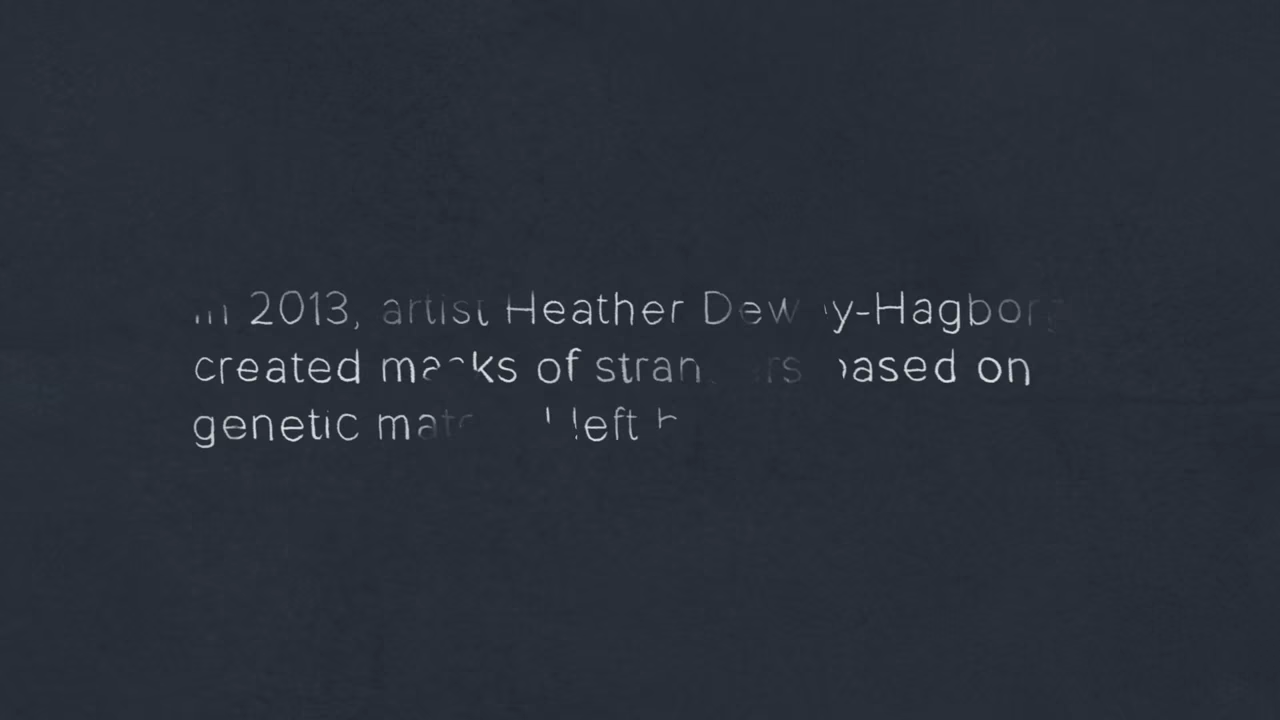 In 2013, artist Heather Dewey-Hagborg
created masks of strangers based on
genetic material left